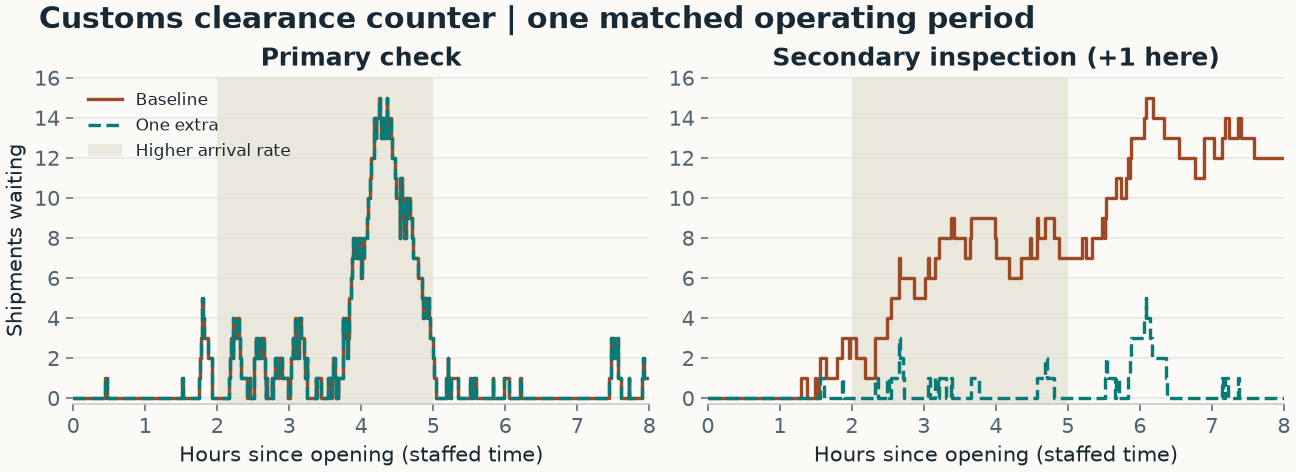 Customs clearance counter | one matched operating period
Primary check
Secondary inspection (+1 here)
Shipments waiting
16
14
12
10
8
6
4
2
0
Baseline
One extra
Higher arrival rate
0 1 2 3 4 5 6 7 8
Hours since opening (staffed time)
16
14
12
10
8
6
4
2
0
0 1 2 3 4 5 6 7 8
Hours since opening (staffed time)